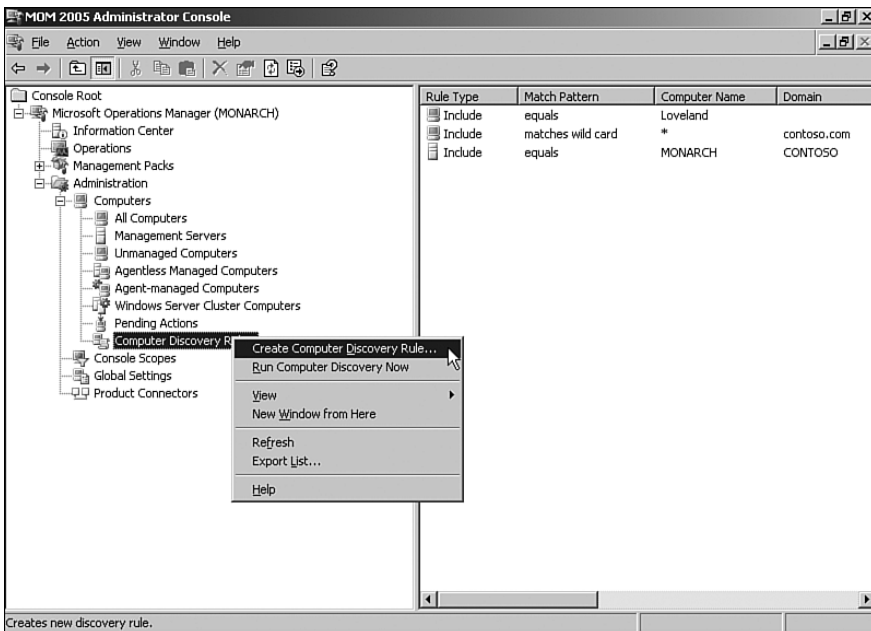 MOM 2005 Administrator Console
File Action View Window Help
Console Root
Microsoft Operations Manager (MONARCH)
Information Center
Operations
Management Packs
Administration
Computers
All Computers
Management Servers
Unmanaged Computers
Agentless Managed Computers
Agent-managed Computers
Windows Server Cluster Computers
Pending Actions
Computer Discovery
Console Scopes
Global Settings
Product Connectors
Create Computer Discovery Rule...
Run Computer Discovery Now
View
New Window from Here
Refresh
Export List...
Help
Rule Type Match Pattern Computer Name Domain
Include equals Loveland
Include matches wild card * contoso.com
Include equals MONARCH CONTOSO
Creates new discovery rule.